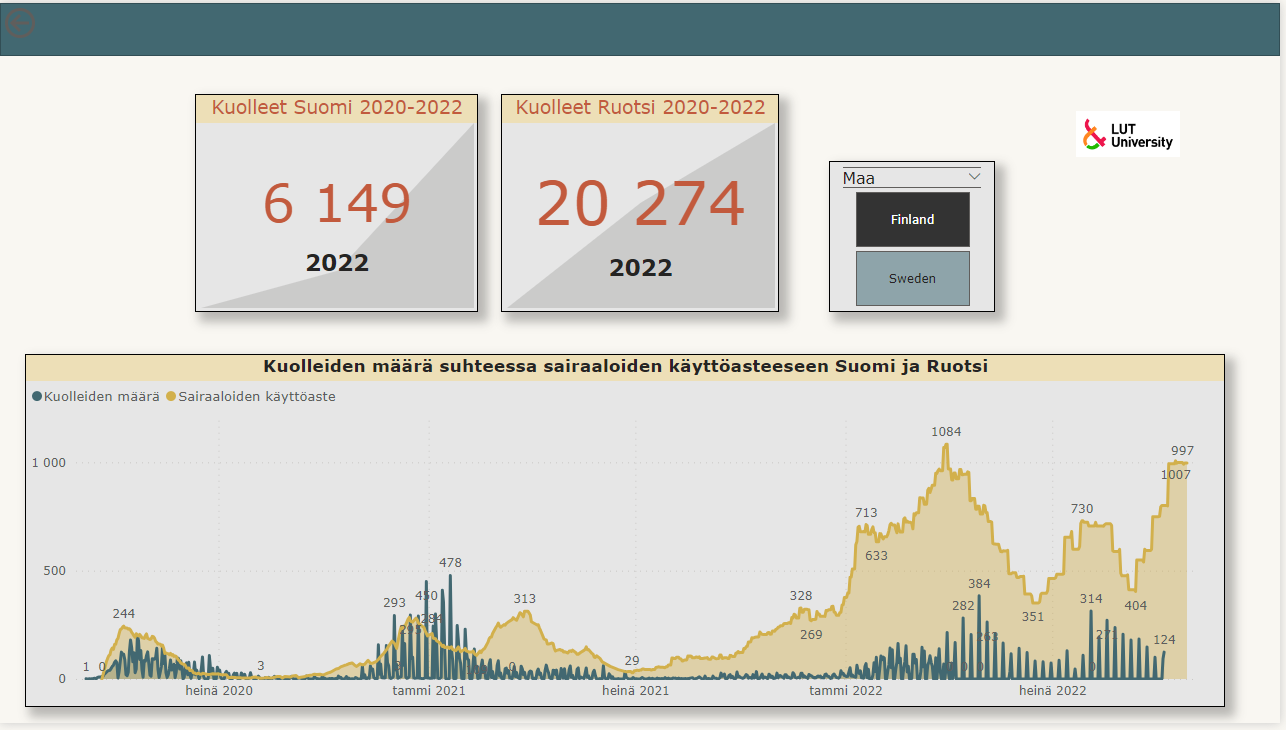 Kuolleet Suomi 2020-2022
6 149
2022
Kuolleet Ruotsi 2020-2022
20 274
2022
LUT
University
Maa
Finland
Sweden
Kuolleiden määrä suhteessa sairaaloiden käyttöasteeseen Suomi ja Ruotsi
Kuolleiden määrä Sairaaloiden käyttöaste
1 000
500
0
1084
997
1007
713
633
730
478
450
293
284
295
244
313
328
269
384
282
263
351
314
271
404
124
1 0
3
0
29
0
heinä 2020
tammi 2021
heinä 2021
tammi 2022
heinä 2022